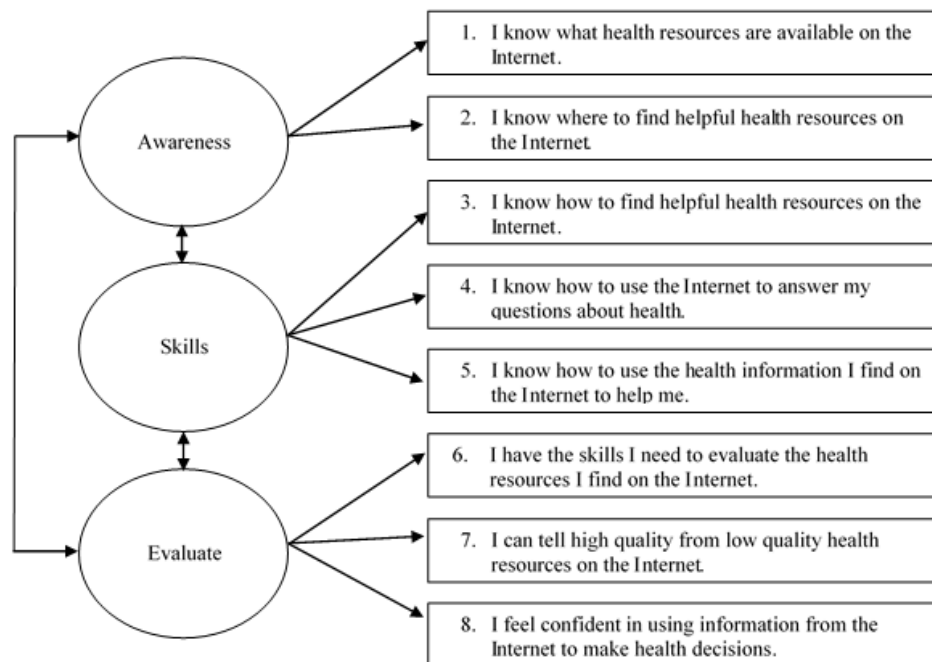 Awareness
Skills
Evaluate
1. I know what health resources are available on the
Internet.
2. I know where to find helpful health resources on
the Internet.
3. I know how to find helpful health resources on the
Internet.
4. I know how to use the Internet to answer my
questions about health.
5. I know how to use the health information I find on
the Internet to help me.
6. I have the skills I need to evaluate the health
resources I find on the Internet.
7. I can tell high quality from low quality health
resources on the Internet.
8. I feel confident in using information from the
Internet to make health decisions.